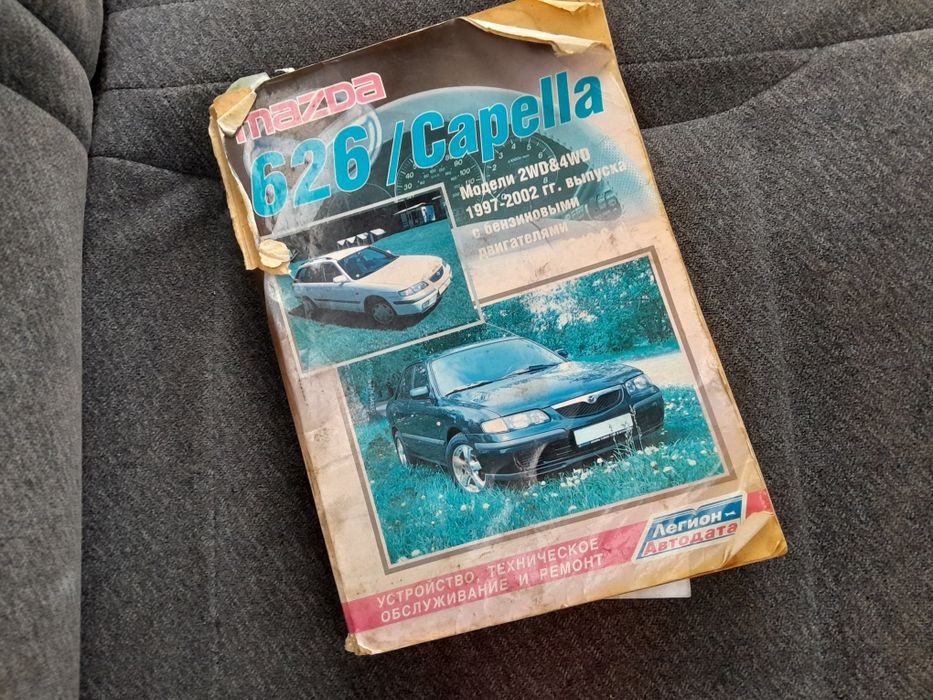 mazda
626 / Capella
Модели 2WD&4WD
1997-2002 гг. выпуска
с бензиновыми
двигателями
Легион-
Автодата
УСТРОЙСТВО, ТЕХНИЧЕСКОЕ
ОБСЛУЖИВАНИЕ И РЕМОНТ